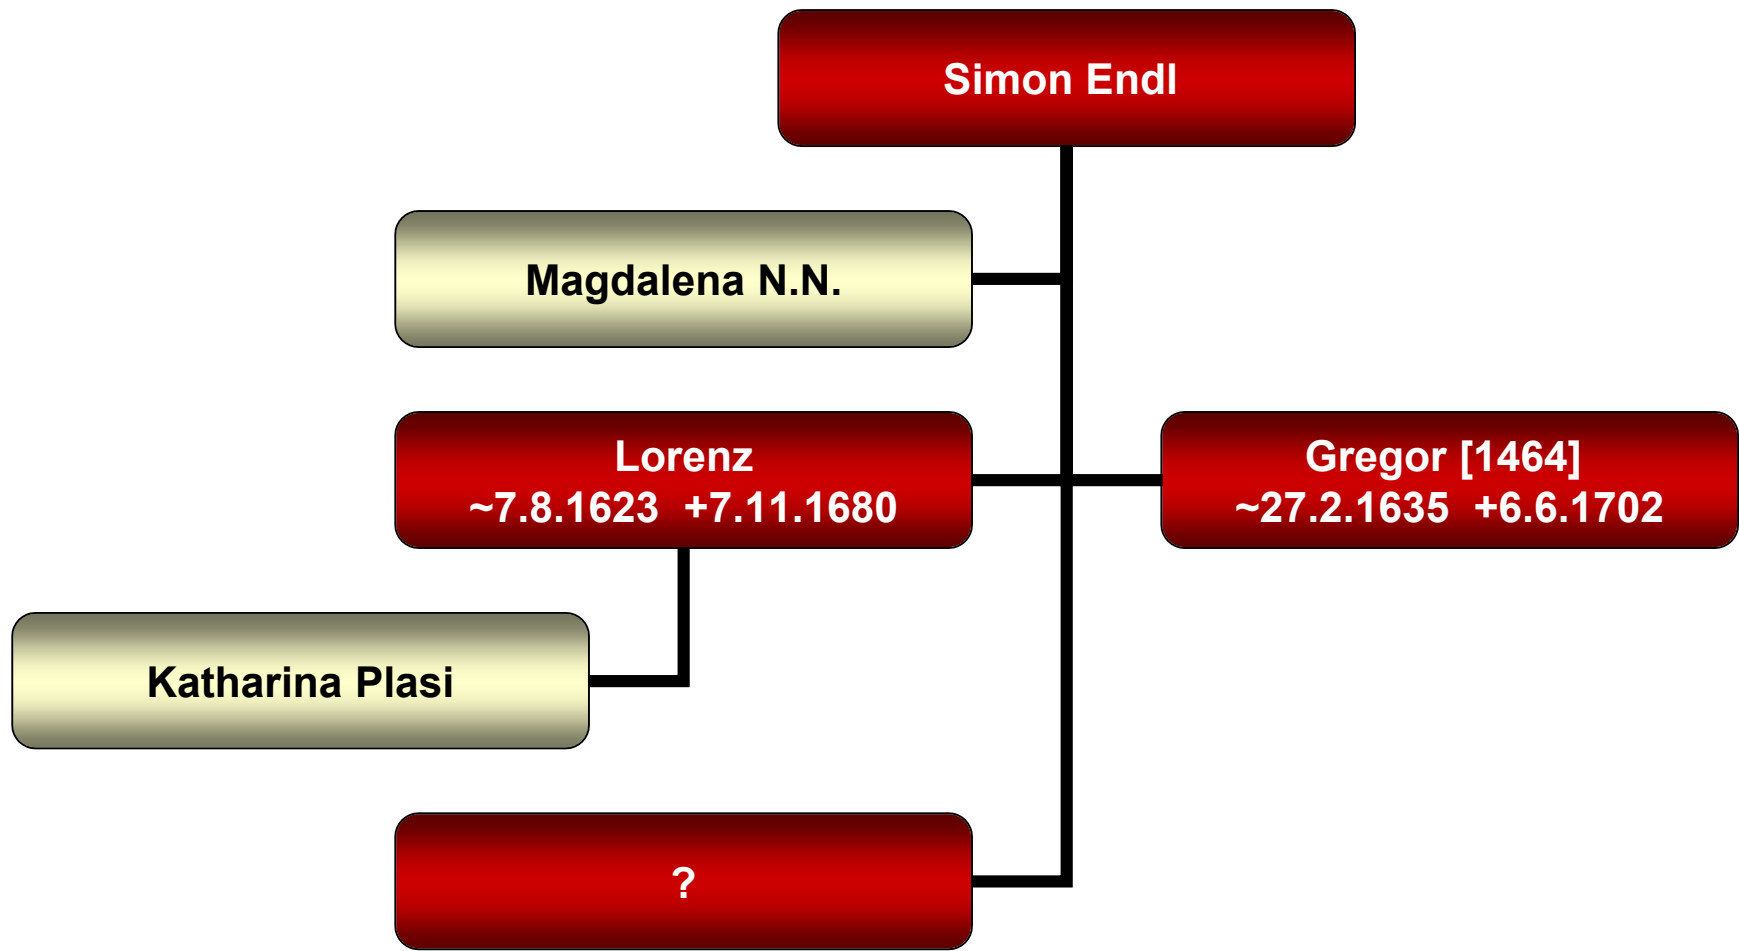 Simon Endl
Magdalena N.N.
Lorenz
~7.8.1623  +7.11.1680
Gregor [1464]
~27.2.1635  +6.6.1702
Katharina Plasi
?